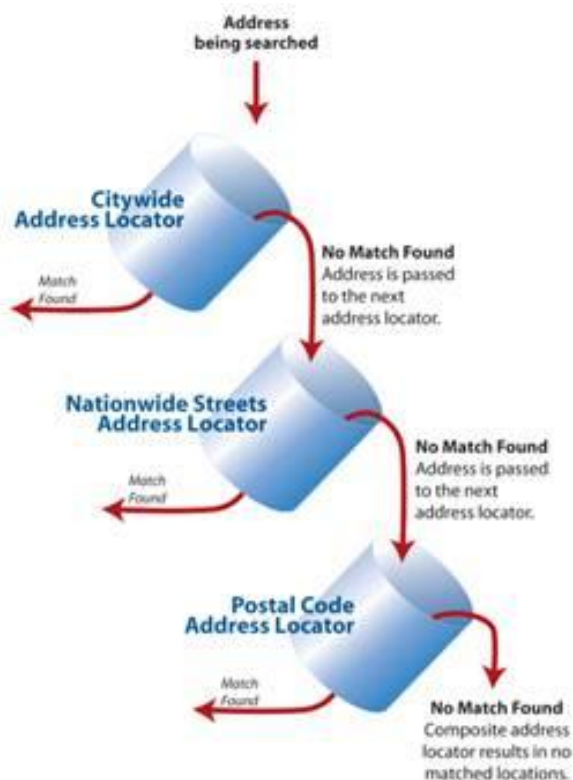 Address
being searched
Citywide
Address Locator
Match
Found
No Match Found
Address is passed
to the next
address locator.
Nationwide Streets
Address Locator
Match
Found
No Match Found
Address is passed
to the next
address locator.
Postal Code
Address Locator
Match
Found
No Match Found
Composite address
locator results in no
matched locations.